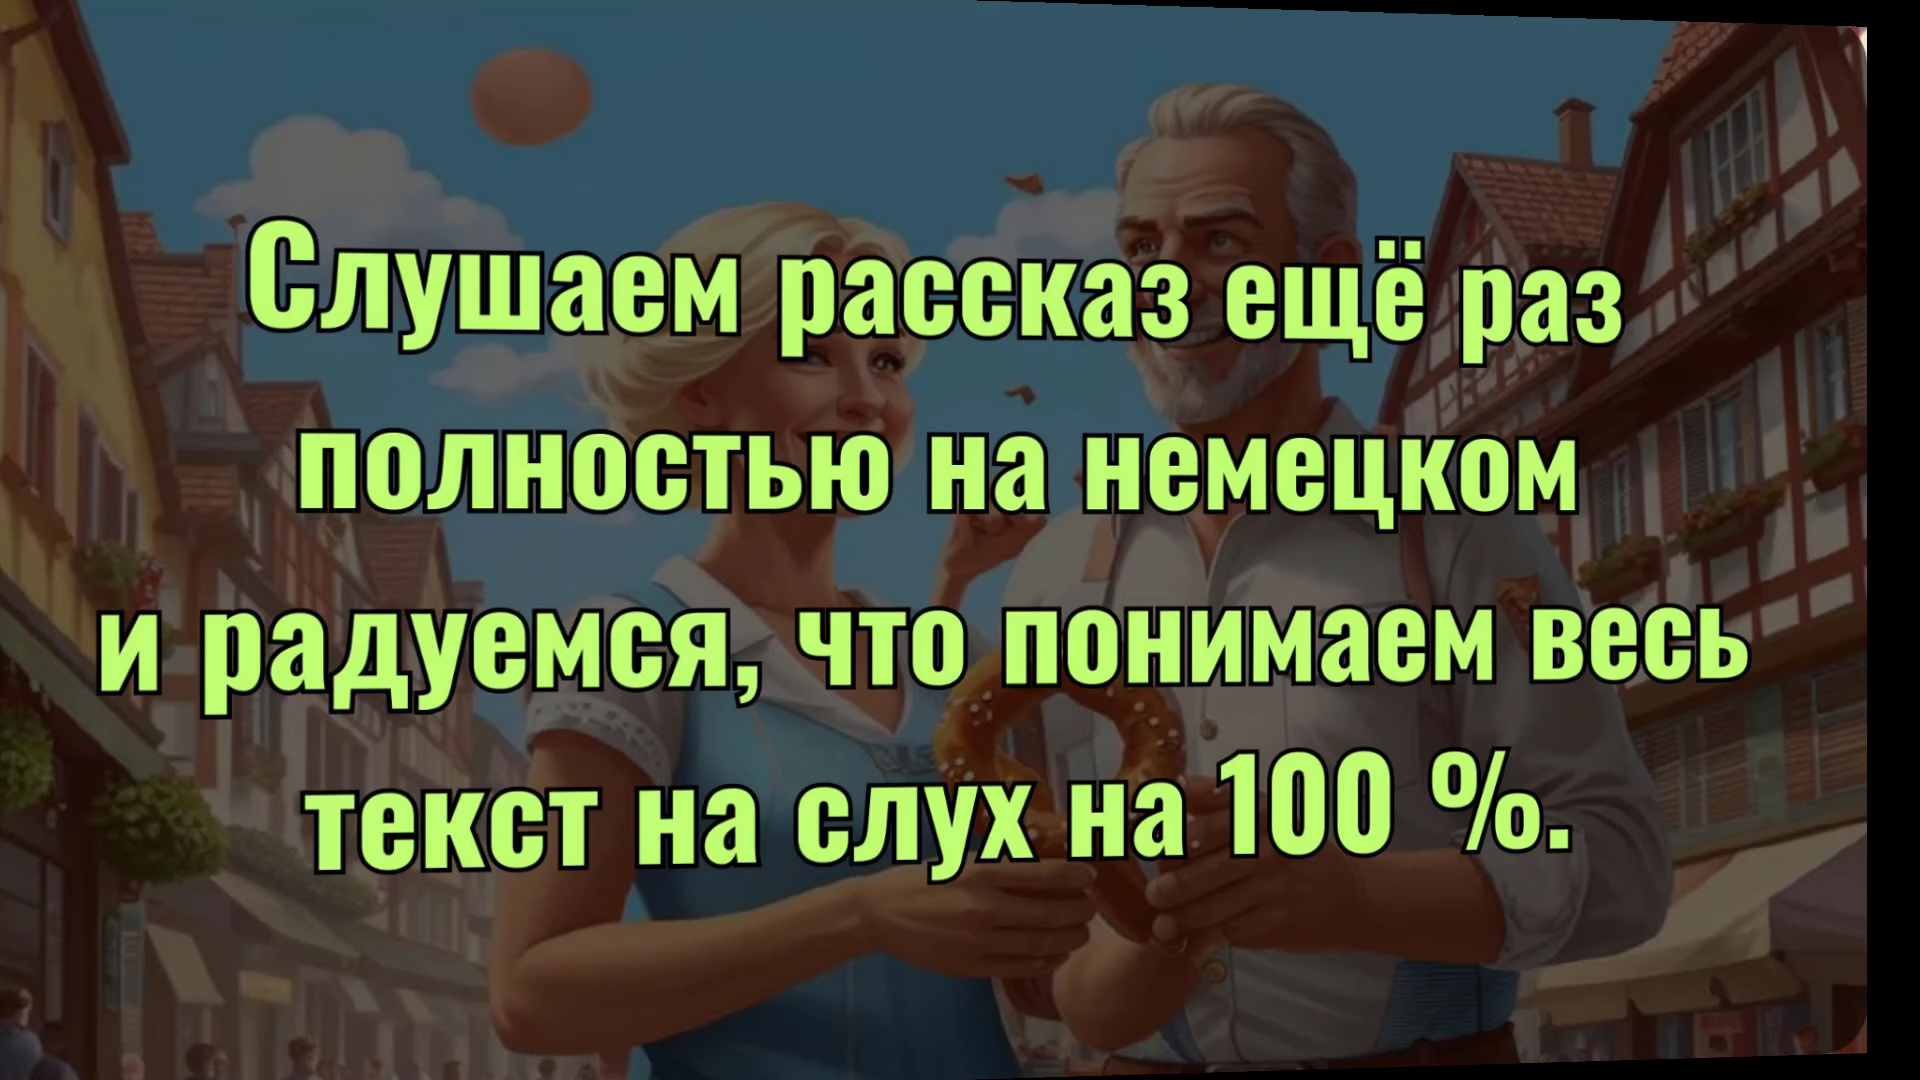 Слушаем рассказ ещё раз
полностью на немецком
и радуемся, что понимаем весь
текст на слух на 100 %.